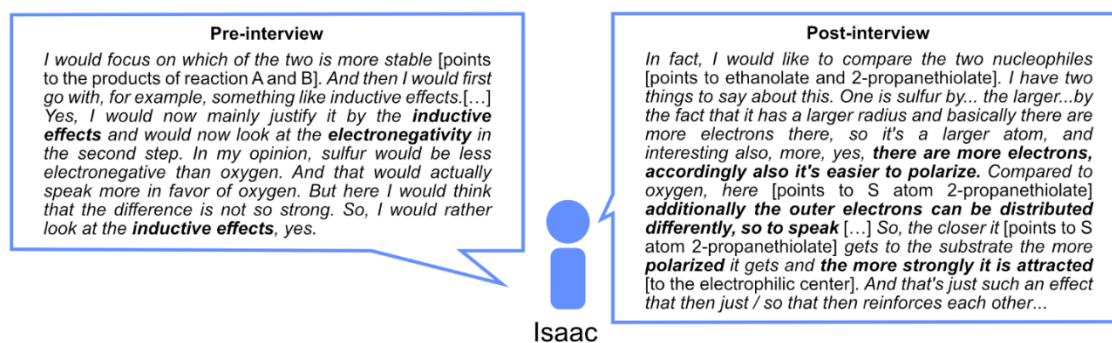 Pre-interview
I would focus on which of the two is more stable [points
to the products of reaction A and B]. And then I would first
go with, for example, something like inductive effects.[…]
Yes, I would now mainly justify it by the inductive
effects and would now look at the electronegativity in
the second step. In my opinion, sulfur would be less
electronegative than oxygen. And that would actually
speak more in favor of oxygen. But here I would think
that the difference is not so strong. So, I would rather
look at the inductive effects, yes.
Post-interview
In fact, I would like to compare the two nucleophiles
[points to ethanolate and 2-propanethiolate]. I have two
things to say about this. One is sulfur by... the larger...by
the fact that it has a larger radius and basically there are
more electrons there, so it's a larger atom, and
interesting also, more, yes, there are more electrons,
accordingly also it's easier to polarize. Compared to
oxygen, here [points to S atom 2-propanethiolate]
additionally the outer electrons can be distributed
differently, so to speak […] So, the closer it [points to S
atom 2-propanethiolate] gets to the substrate the more
polarized it gets and the more strongly it is attracted
[to the electrophilic center]. And that's just such an effect
that then just / so that then reinforces each other...
Isaac